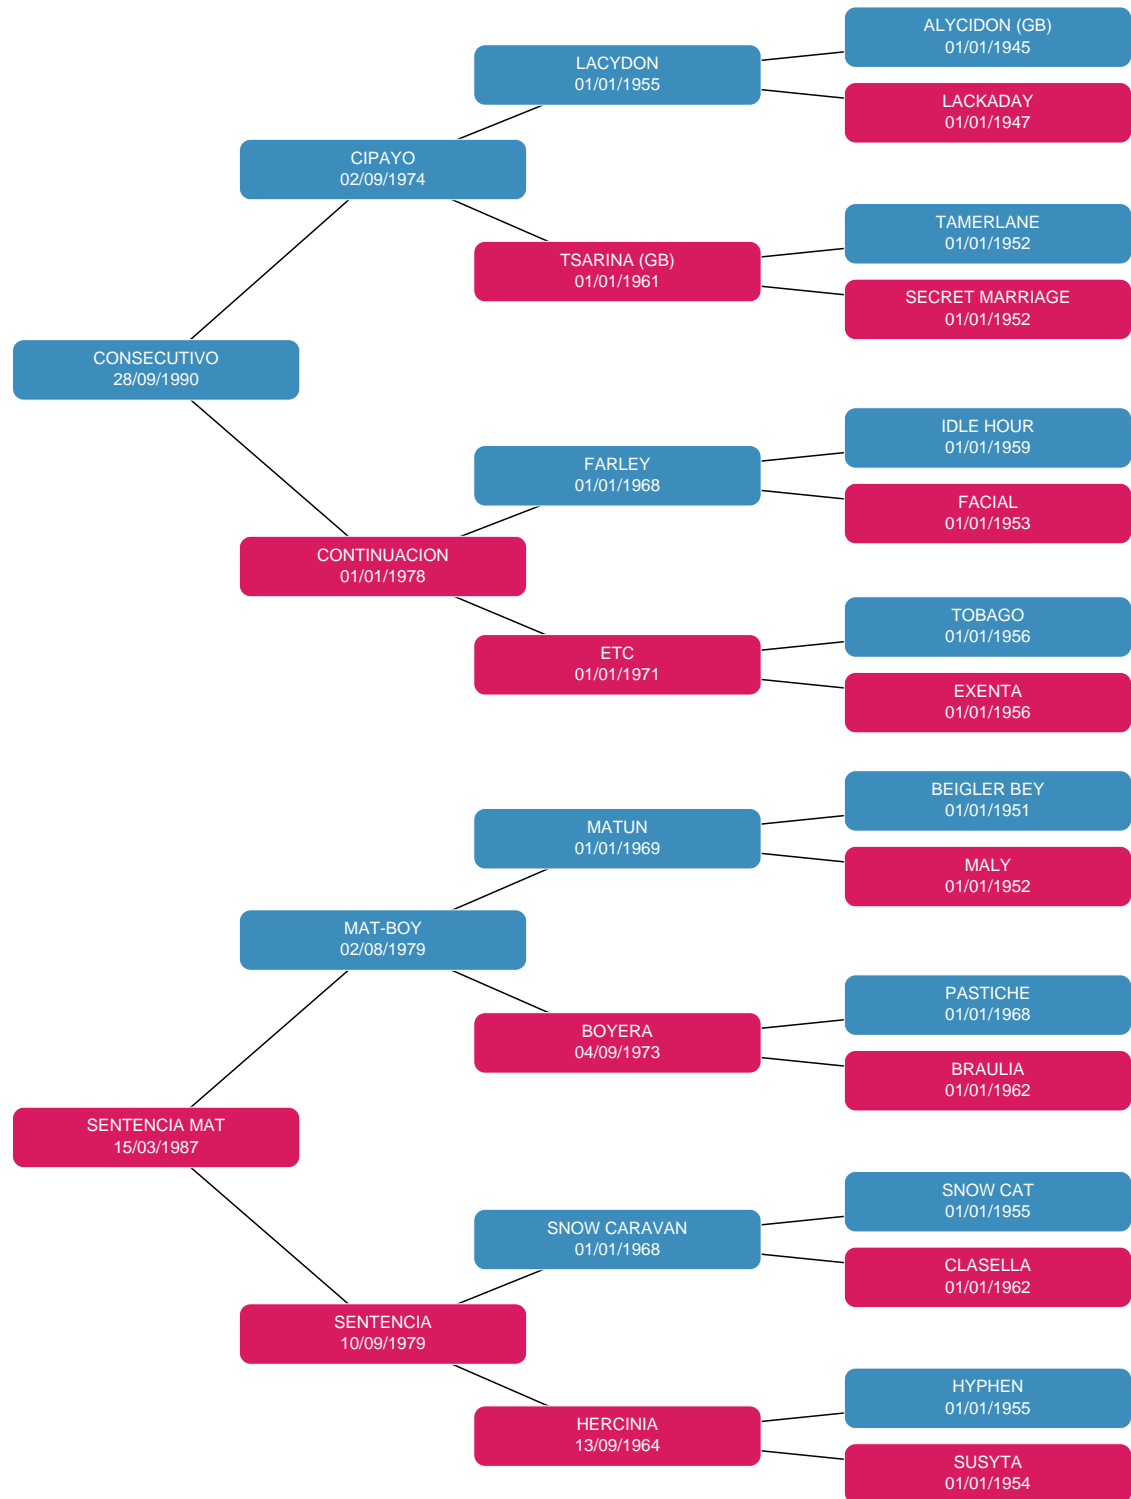 ALYCIDON (GB)
01/01/1945
LACYDON
01/01/1955
LACKADAY
01/01/1947
CIPAYO
02/09/1974
TAMERLANE
01/01/1952
TSARINA (GB)
01/01/1961
SECRET MARRIAGE
01/01/1952
CONSECUTIVO
28/09/1990
IDLE HOUR
01/01/1959
FARLEY
01/01/1968
FACIAL
01/01/1953
CONTINUACION
01/01/1978
TOBAGO
01/01/1956
ETC
01/01/1971
EXENTA
01/01/1956
BEIGLER BEY
01/01/1951
MATUN
01/01/1969
MALY
01/01/1952
MAT-BOY
02/08/1979
PASTICHE
01/01/1968
BOYERA
04/09/1973
BRAULIA
01/01/1962
SENTENCIA MAT
15/03/1987
SNOW CAT
01/01/1955
SNOW CARAVAN
01/01/1968
CLASELLA
01/01/1962
SENTENCIA
10/09/1979
HYPHEN
01/01/1955
HERCINIA
13/09/1964
SUSYTA
01/01/1954